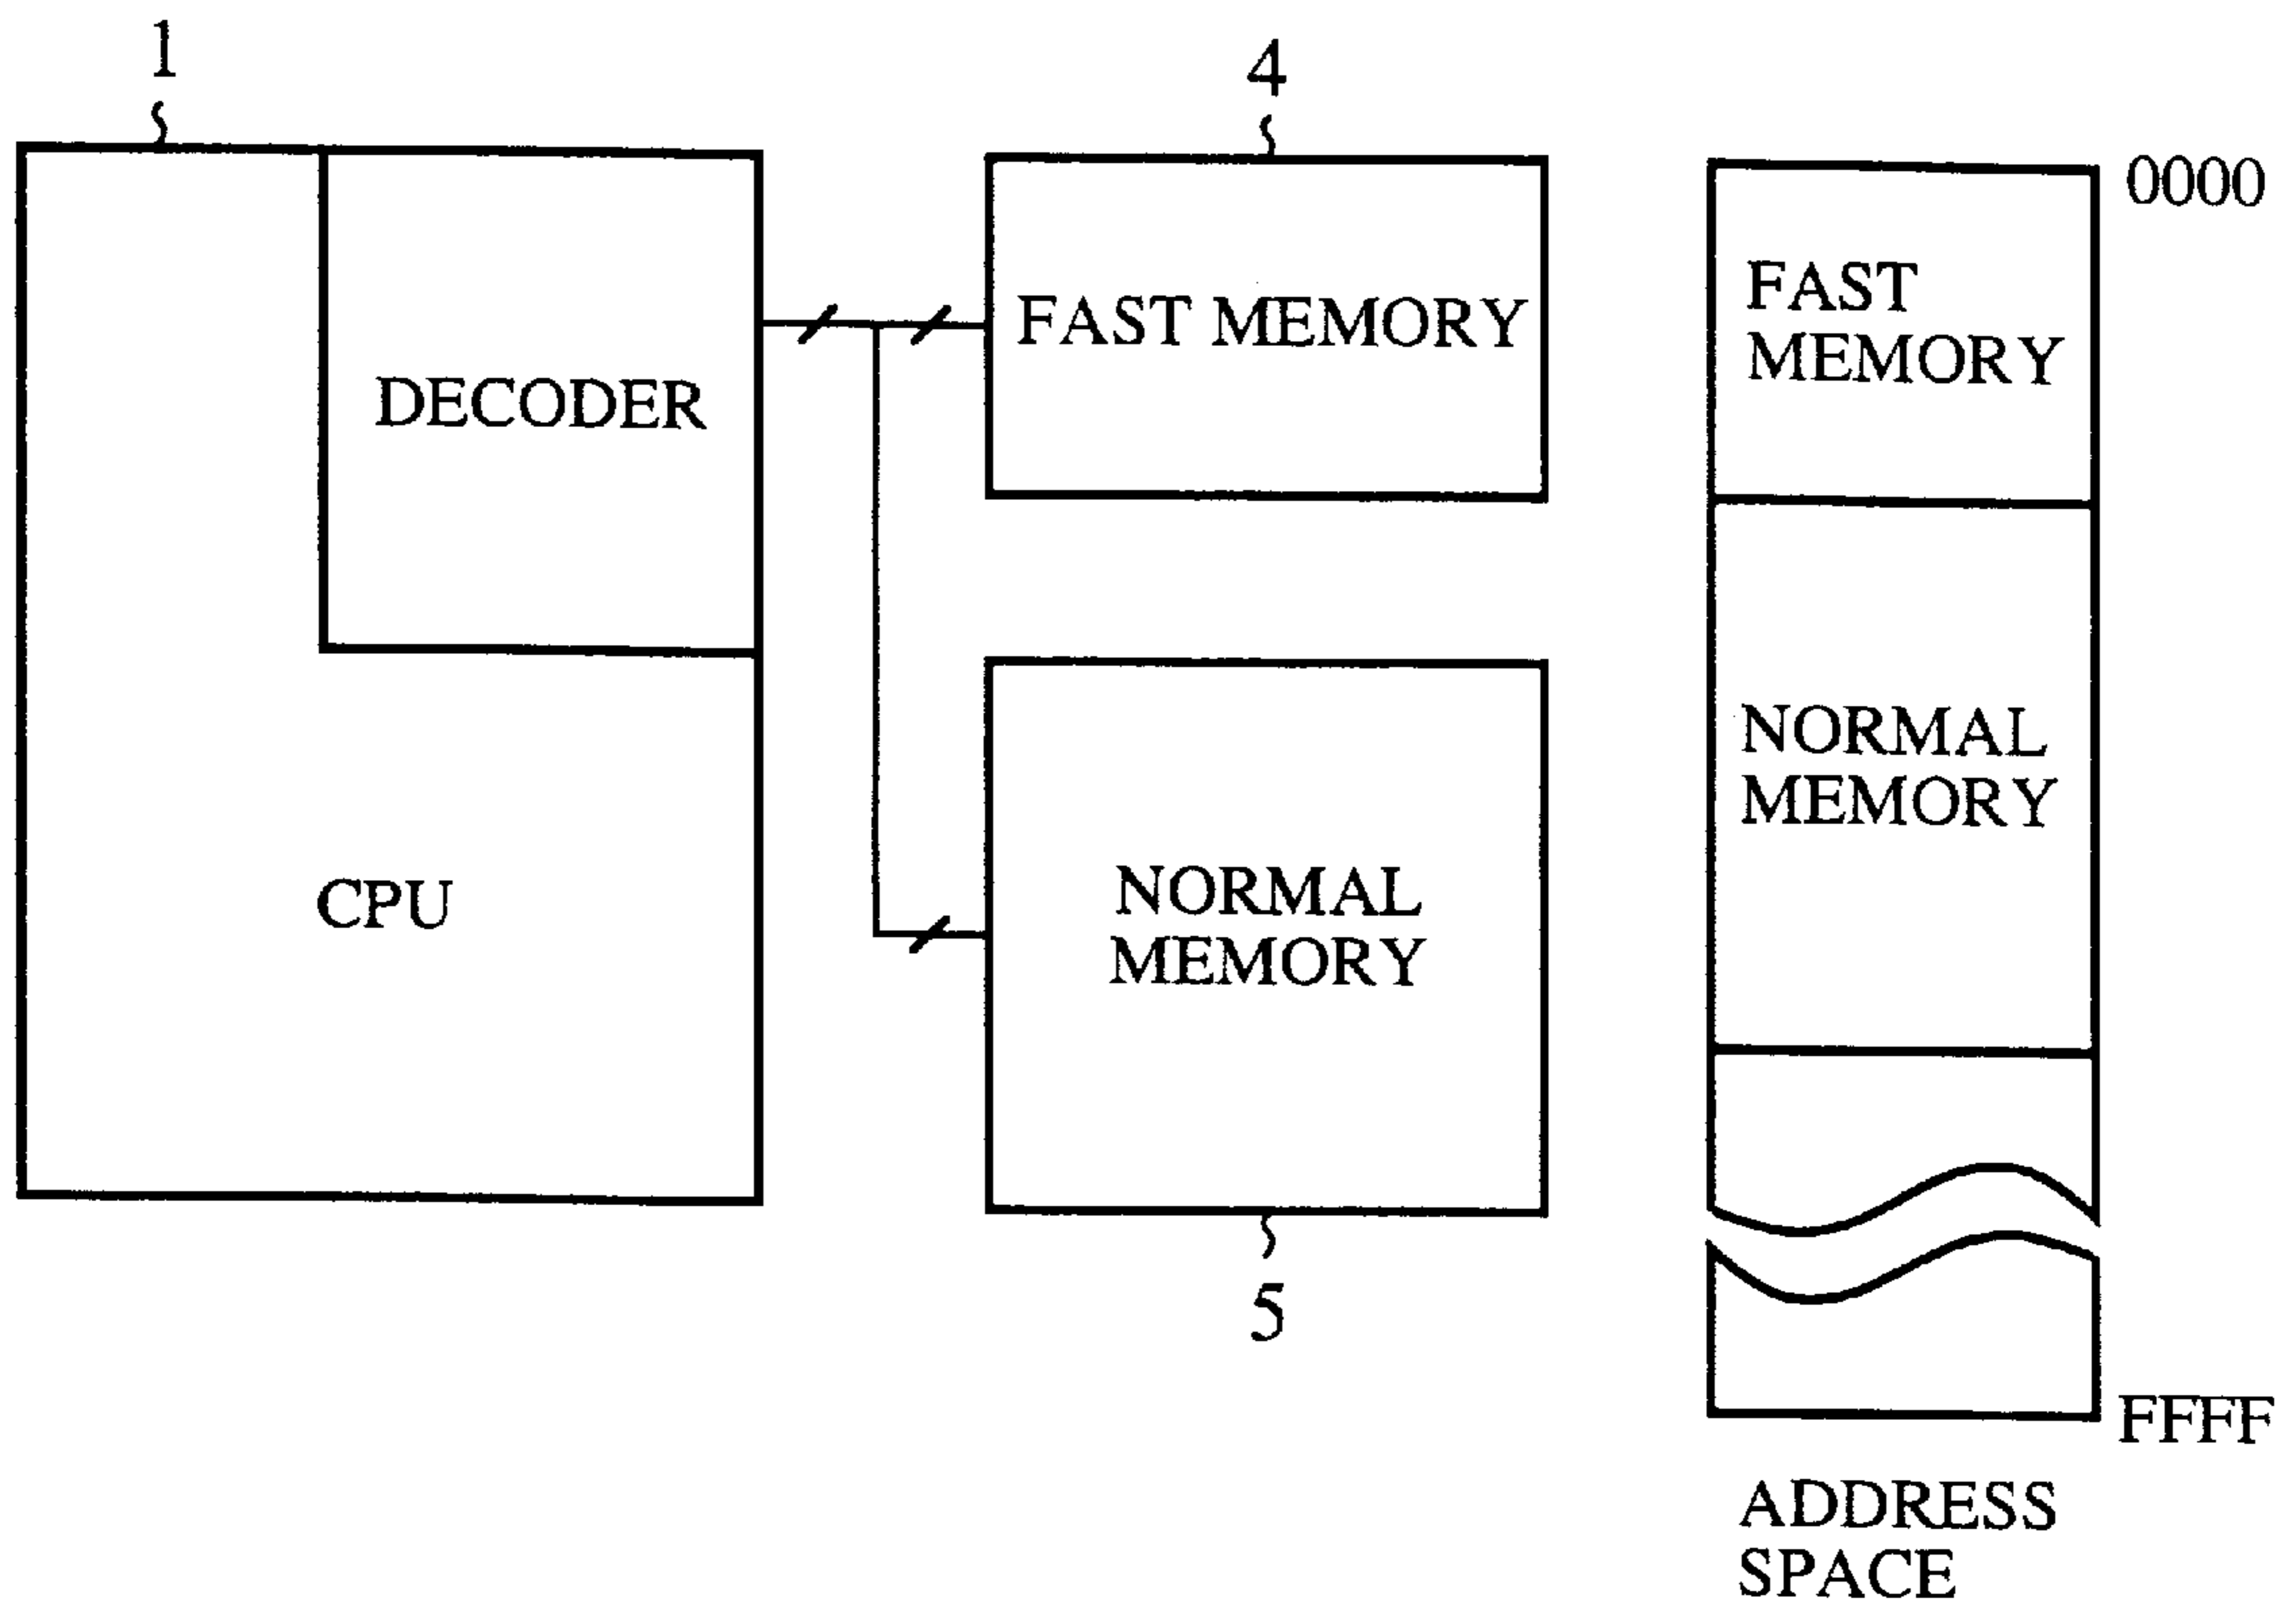 1
4
DECODER
CPU
FAST MEMORY
NORMAL
MEMORY
5
0000
FAST
MEMORY
NORMAL
MEMORY
FFFF
ADDRESS
SPACE